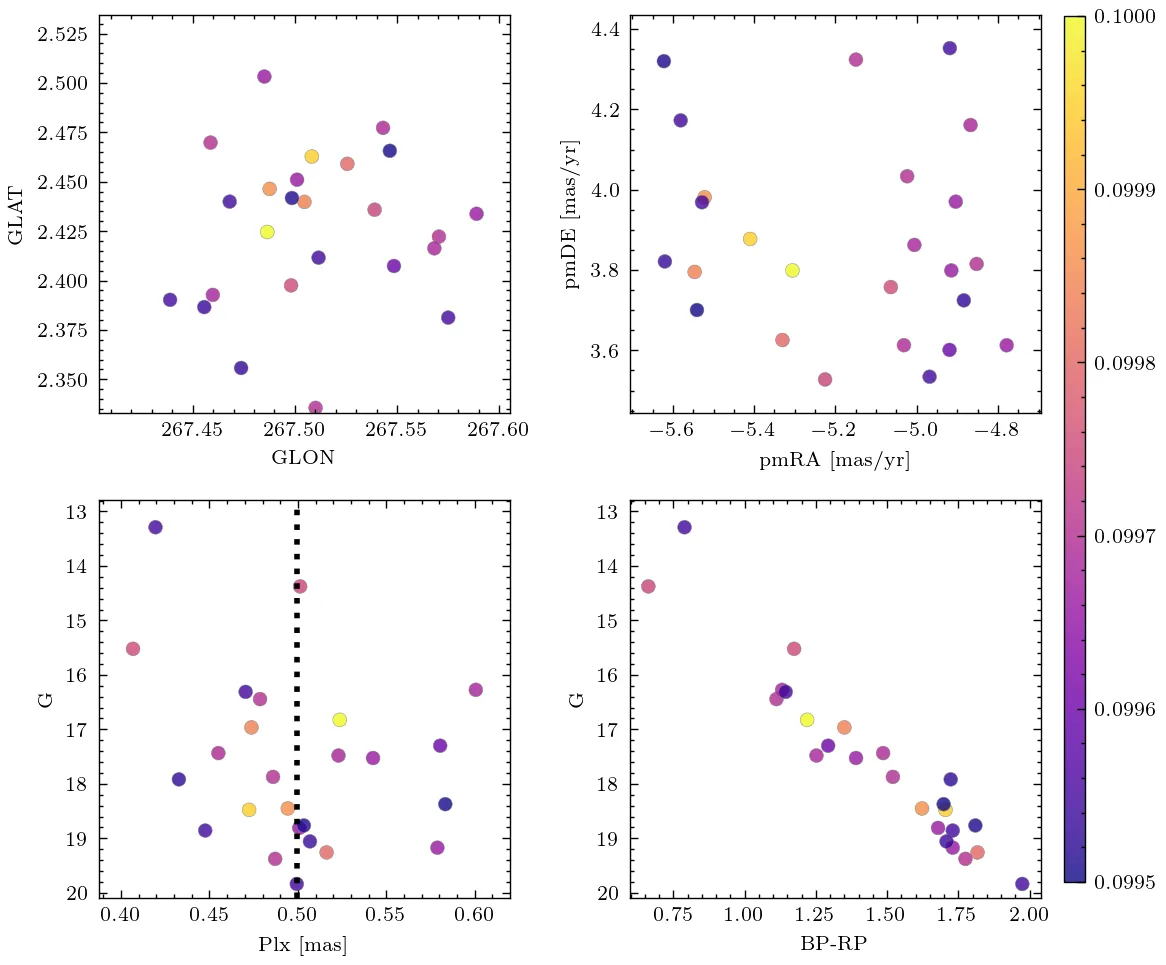 2.525
2.500
2.475
2.450
2.425
2.400
2.375
2.350
GLAT
267.45 267.50 267.55 267.60
GLON
4.4
4.2
4.0
3.8
3.6
pmDE [mas/yr]
−5.6 −5.4 −5.2 −5.0 −4.8
pmRA [mas/yr]
0.1000
0.0999
0.0998
0.0997
0.0996
0.0995
13
14
15
16
17
18
19
20
G
0.40 0.45 0.50 0.55 0.60
Plx [mas]
13
14
15
16
17
18
19
20
G
0.75 1.00 1.25 1.50 1.75 2.00
BP-RP